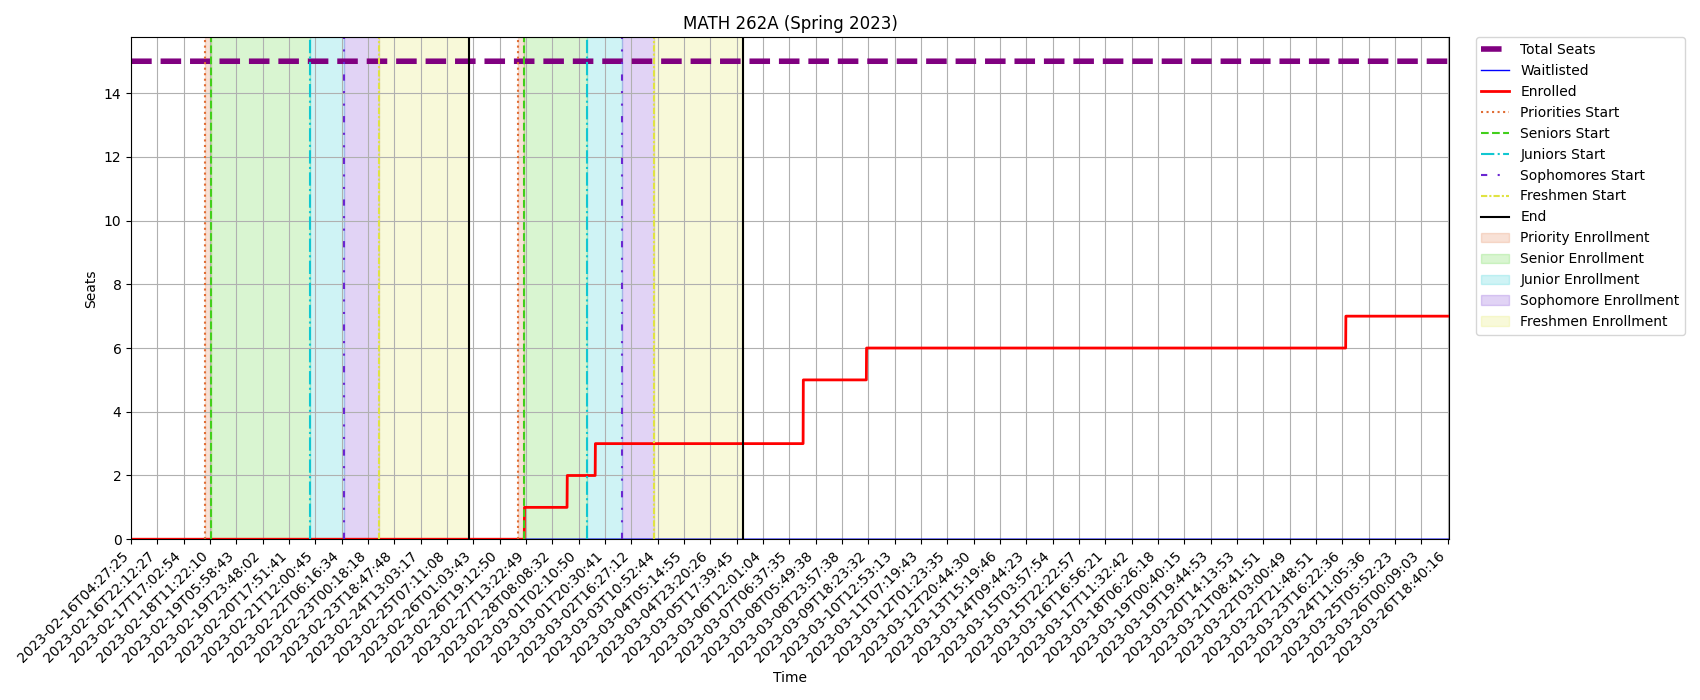 MATH 262A (Spring 2023)
Seats
14
12
10
8
6
4
2
0
2023-02-16T04:27:25
2023-02-16T22:12:27
2023-02-17T17:02:54
2023-02-18T11:22:10
2023-02-19T05:58:43
2023-02-19T23:48:02
2023-02-20T17:51:41
2023-02-21T12:00:45
2023-02-22T06:16:34
2023-02-23T00:18:18
2023-02-23T18:47:48
2023-02-24T13:03:17
2023-02-25T07:11:08
2023-02-26T01:03:43
2023-02-26T19:12:50
2023-02-27T13:22:49
2023-02-28T08:08:32
2023-03-01T02:10:50
2023-03-01T20:30:41
2023-03-02T16:27:12
2023-03-03T10:52:44
2023-03-04T05:14:55
2023-03-04T23:20:26
2023-03-05T17:39:45
2023-03-06T12:01:04
2023-03-07T06:37:35
2023-03-08T05:49:38
2023-03-08T23:57:38
2023-03-09T18:23:32
2023-03-10T12:53:13
2023-03-11T07:19:43
2023-03-12T01:23:35
2023-03-12T20:44:30
2023-03-13T15:19:46
2023-03-14T09:44:23
2023-03-15T03:57:54
2023-03-15T22:22:57
2023-03-16T16:56:21
2023-03-17T11:32:42
2023-03-18T06:26:18
2023-03-19T00:40:15
2023-03-19T19:44:53
2023-03-20T14:13:53
2023-03-21T08:41:51
2023-03-22T03:00:49
2023-03-22T21:48:51
2023-03-23T16:22:36
2023-03-24T11:05:36
2023-03-25T05:52:23
2023-03-26T00:09:03
2023-03-26T18:40:16
Time
Total Seats
Waitlisted
Enrolled
Priorities Start
Seniors Start
Juniors Start
Sophomores Start
Freshmen Start
End
Priority Enrollment
Senior Enrollment
Junior Enrollment
Sophomore Enrollment
Freshmen Enrollment